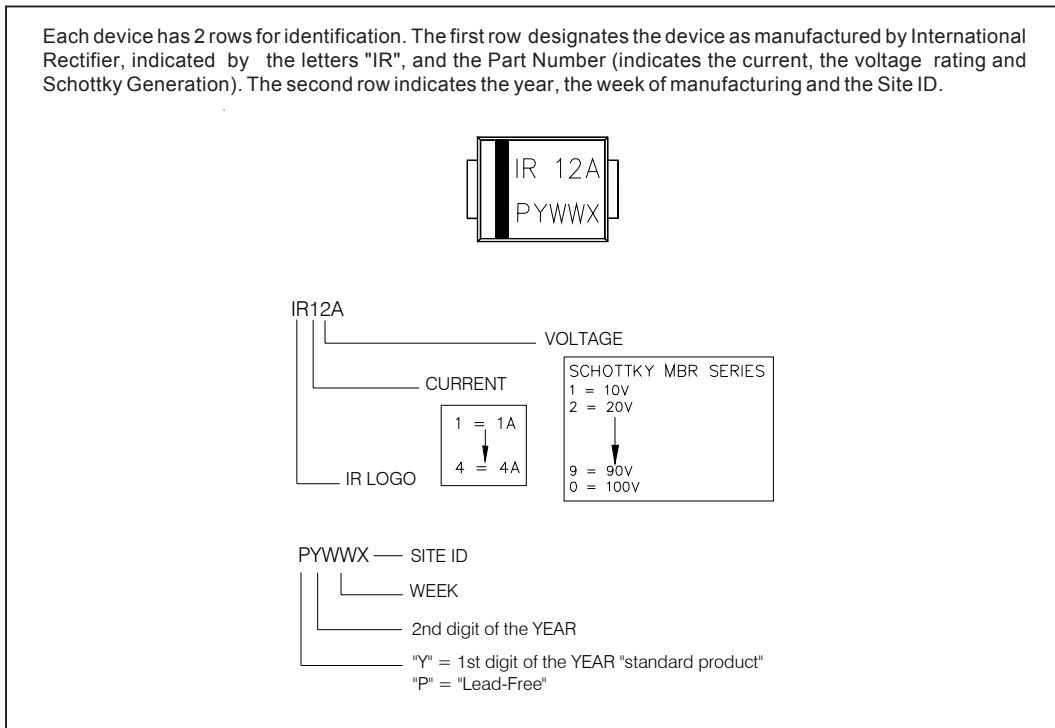 Each device has 2 rows for identification. The first row designates the device as manufactured by International
Rectifier, indicated by the letters "IR", and the Part Number (indicates the current, the voltage rating and
Schottky Generation). The second row indicates the year, the week of manufacturing and the Site ID.
IR 12A
PYWWX
IR12A
VOLTAGE
SCHOTTKY MBR SERIES
1 = 10V
2 = 20V
9 = 90V
0 = 100V
CURRENT
1 = 1A
4 = 4A
IR LOGO
PYWWX
SITE ID
WEEK
2nd digit of the YEAR
"Y" = 1st digit of the YEAR "standard product"
"P" = "Lead-Free"